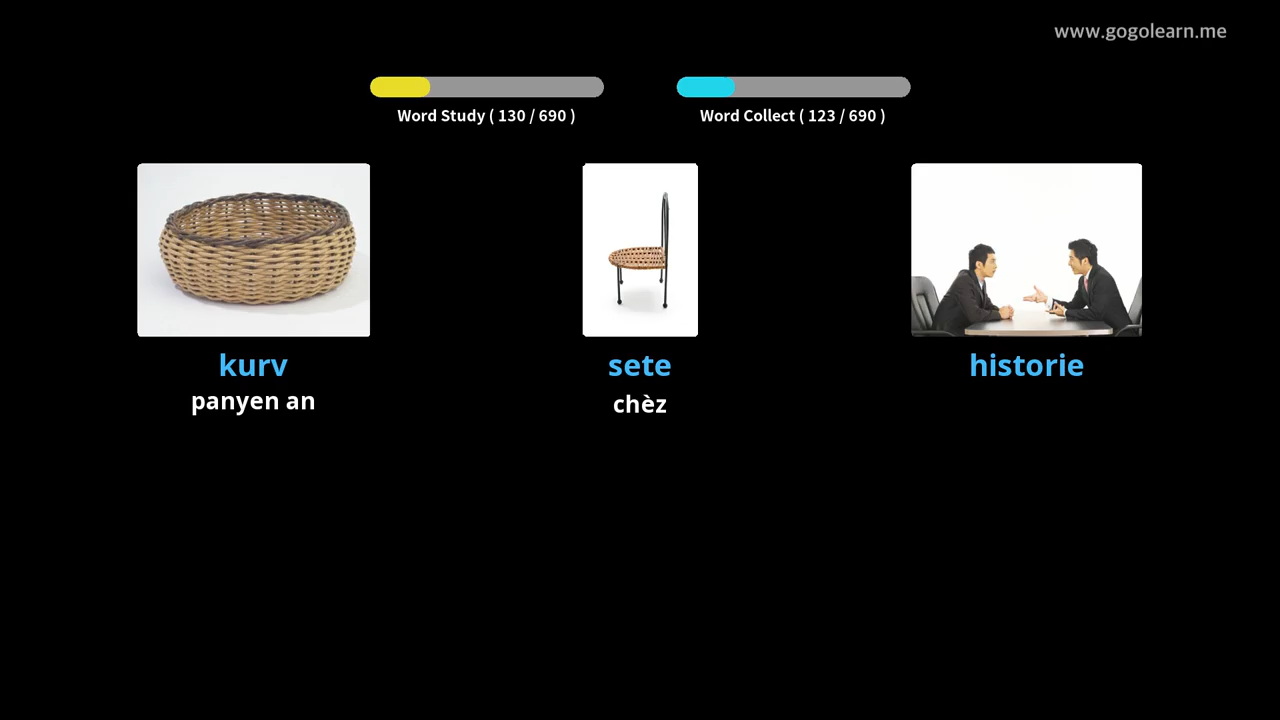 www.gogolearn.me
Word Study ( 130 / 690 )
Word Collect ( 123 / 690 )
kurv
panyen an
sete
chèz
historie